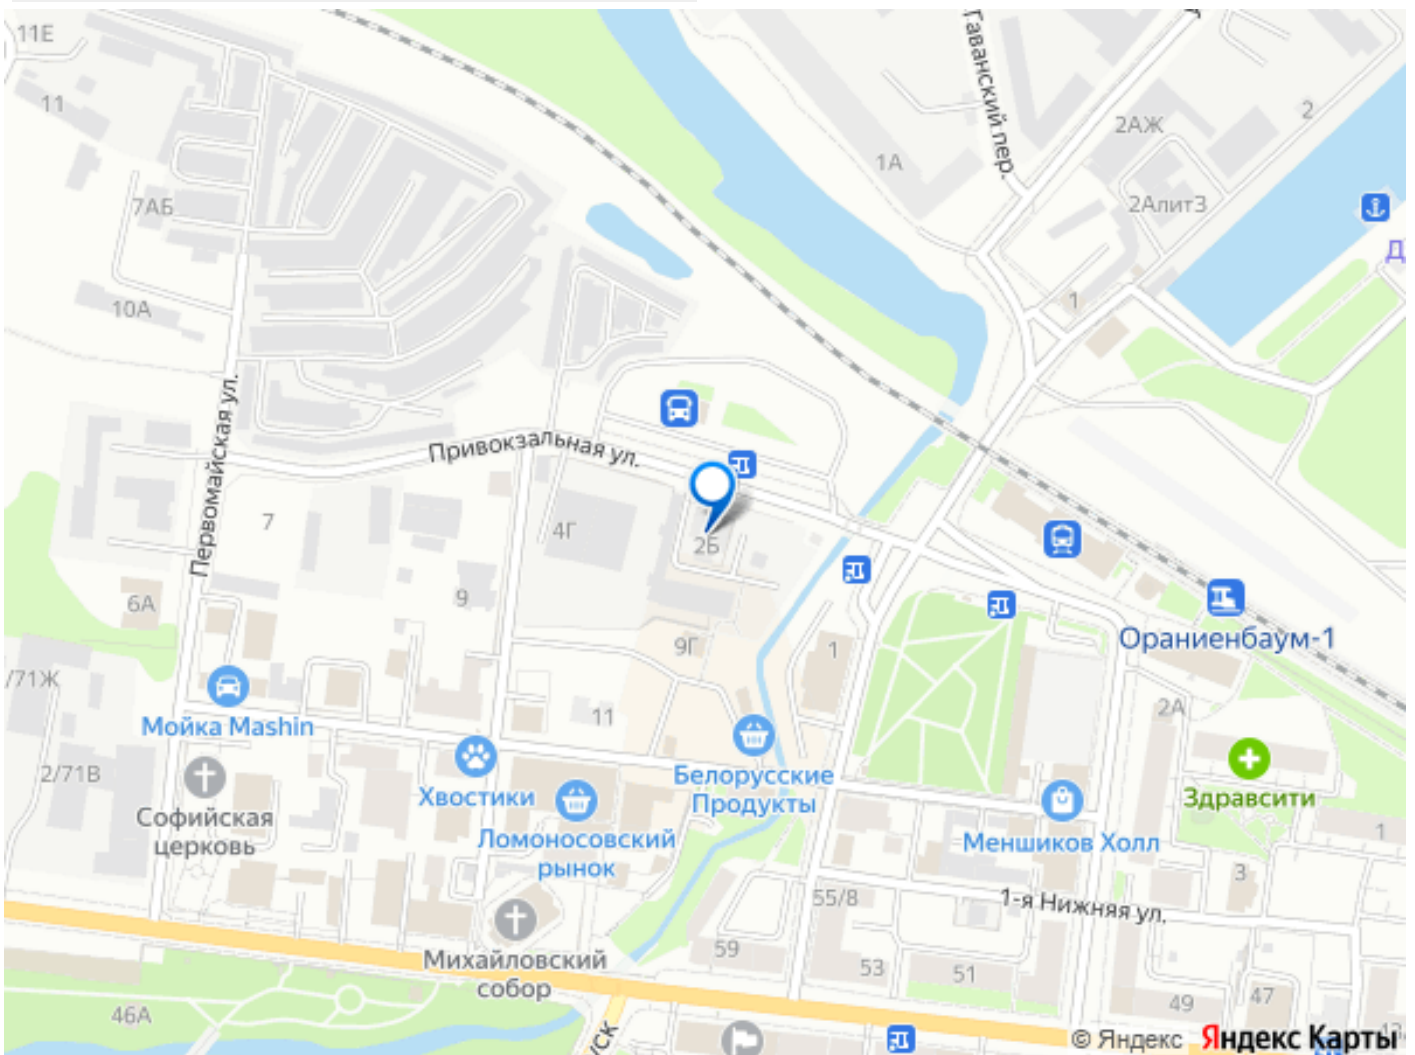 11Е
11
Гаванский пер.
2
2АЖ
1А
7АБ
2Алит3
10А
1
Первомайская ул.
Привокзальная ул.
7
4Г
2Б
6А
9
9Г
1
Ораниенбаум-1
/71Ж
Мойка Mashin
11
2А
2/71В
Хвостики
Белорусские
Продукты
Здравсити
Софийская
церковь
Ломоносовский
рынок
Меншиков Холл
1
3
55/8
1-я Нижняя ул.
Михайловский
собор
59
53
51
49
47
46А
© Яндекс Яндекс Карты